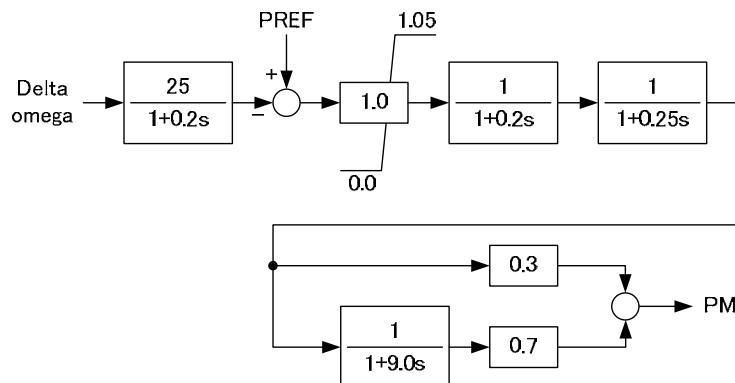 PREF
1.05
Delta
omega
25
1+0.2s
+
−
1.0
0.0
1
1+0.2s
1
1+0.25s
0.3
1
1+9.0s
0.7
PM